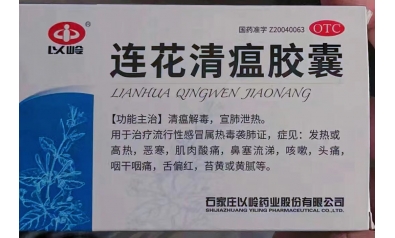 国药准字 Z20040063 OTC
以岭
连花清瘟胶囊
LIANHUA QINGWEN JIAONANG
【功能主治】清瘟解毒，宣肺泄热。
用于治疗流行性感冒属热毒袭肺证，症见：发热或
高热，恶寒，肌肉酸痛，鼻塞流涕，咳嗽，头痛，
咽干咽痛，舌偏红，苔黄或黄腻等。
石家庄以岭药业股份有限公司
SHIJIAZHUANG YILING PHARMACEUTICAL CO.,LTD.